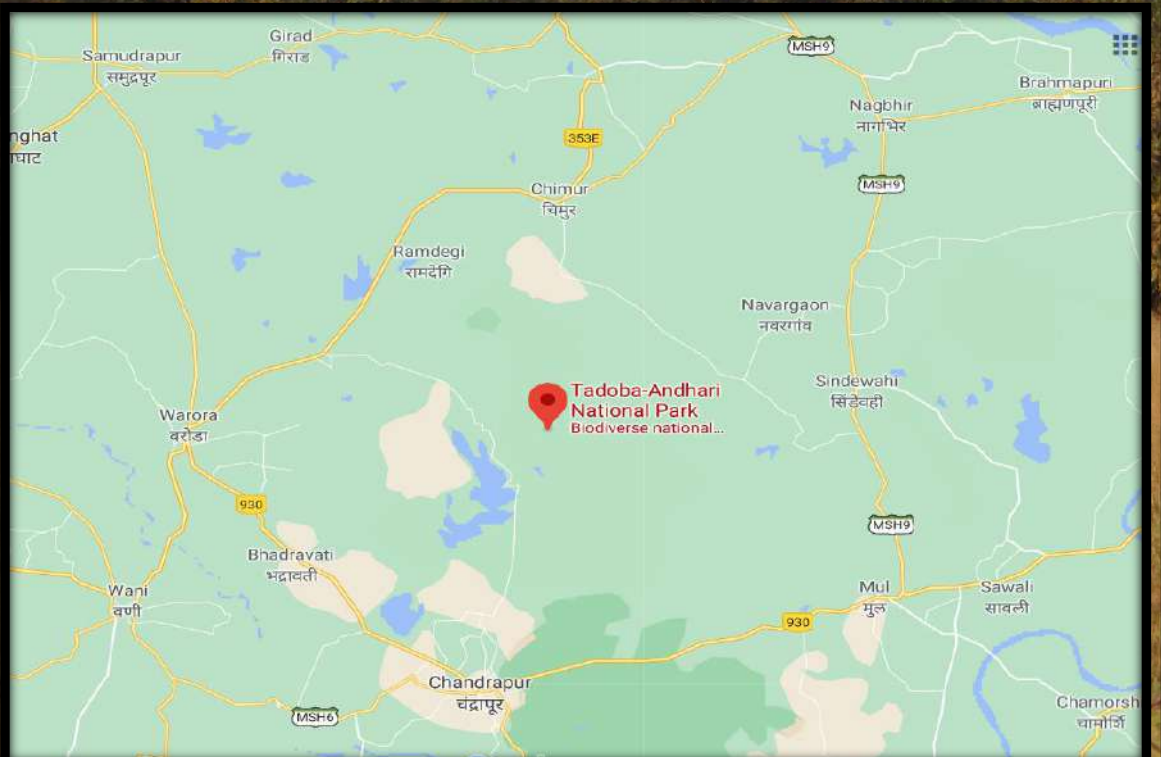 Girad
गिराड
Samudrapur
समुद्रपूर
MSH9
Brahmapuri
ब्राह्मणपूरी
Nagbhir
नागभिर
nghat
घाट
353E
Chimur
चिमुर
MSH9
Ramdegi
रामदेगि
Navargaon
नवरगांव
Tadoba-Andhari
National Park
Biodiverse national...
Sindewahi
सिंडेवही
Warora
वरोडा
930
MSH9
Bhadravati
भद्रावती
Wani
वणी
Mul
मुल
Sawali
सावली
930
Chandrapur
चंद्रापूर
MSH6
Chamorsh
चामोर्शि